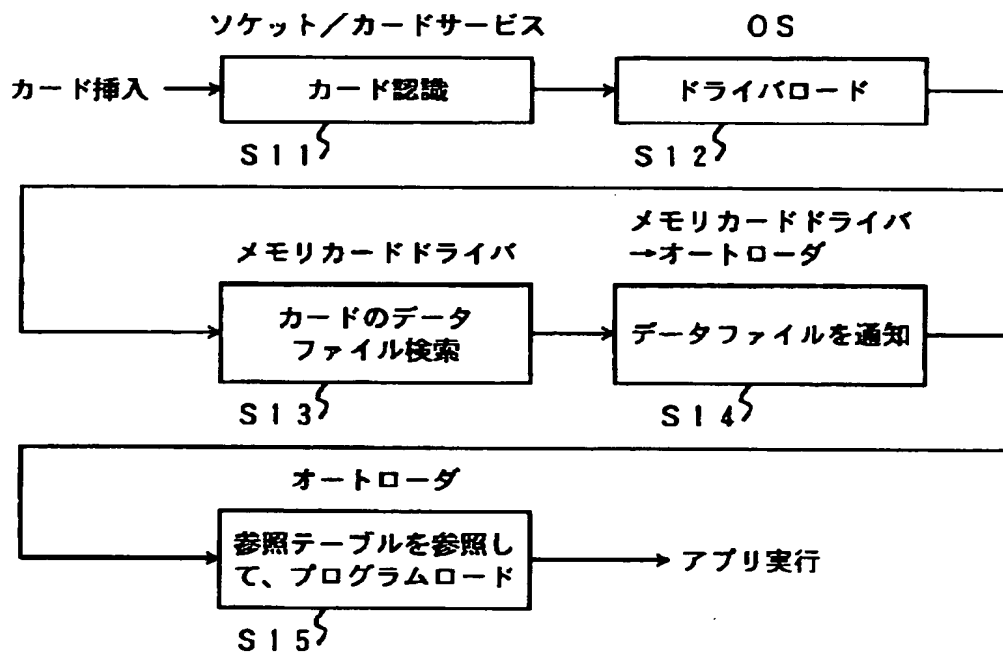 ソケット/カードサービス
OS
カード挿入
カード認識
ドライバロード
S11
S12
メモリカードドライバ
メモリカードドライバ
→オートローダ
カードのデータ
ファイル検索
データファイルを通知
S13
S14
オートローダ
参照テーブルを参照し
て、プログラムロード
アプリ実行
S15